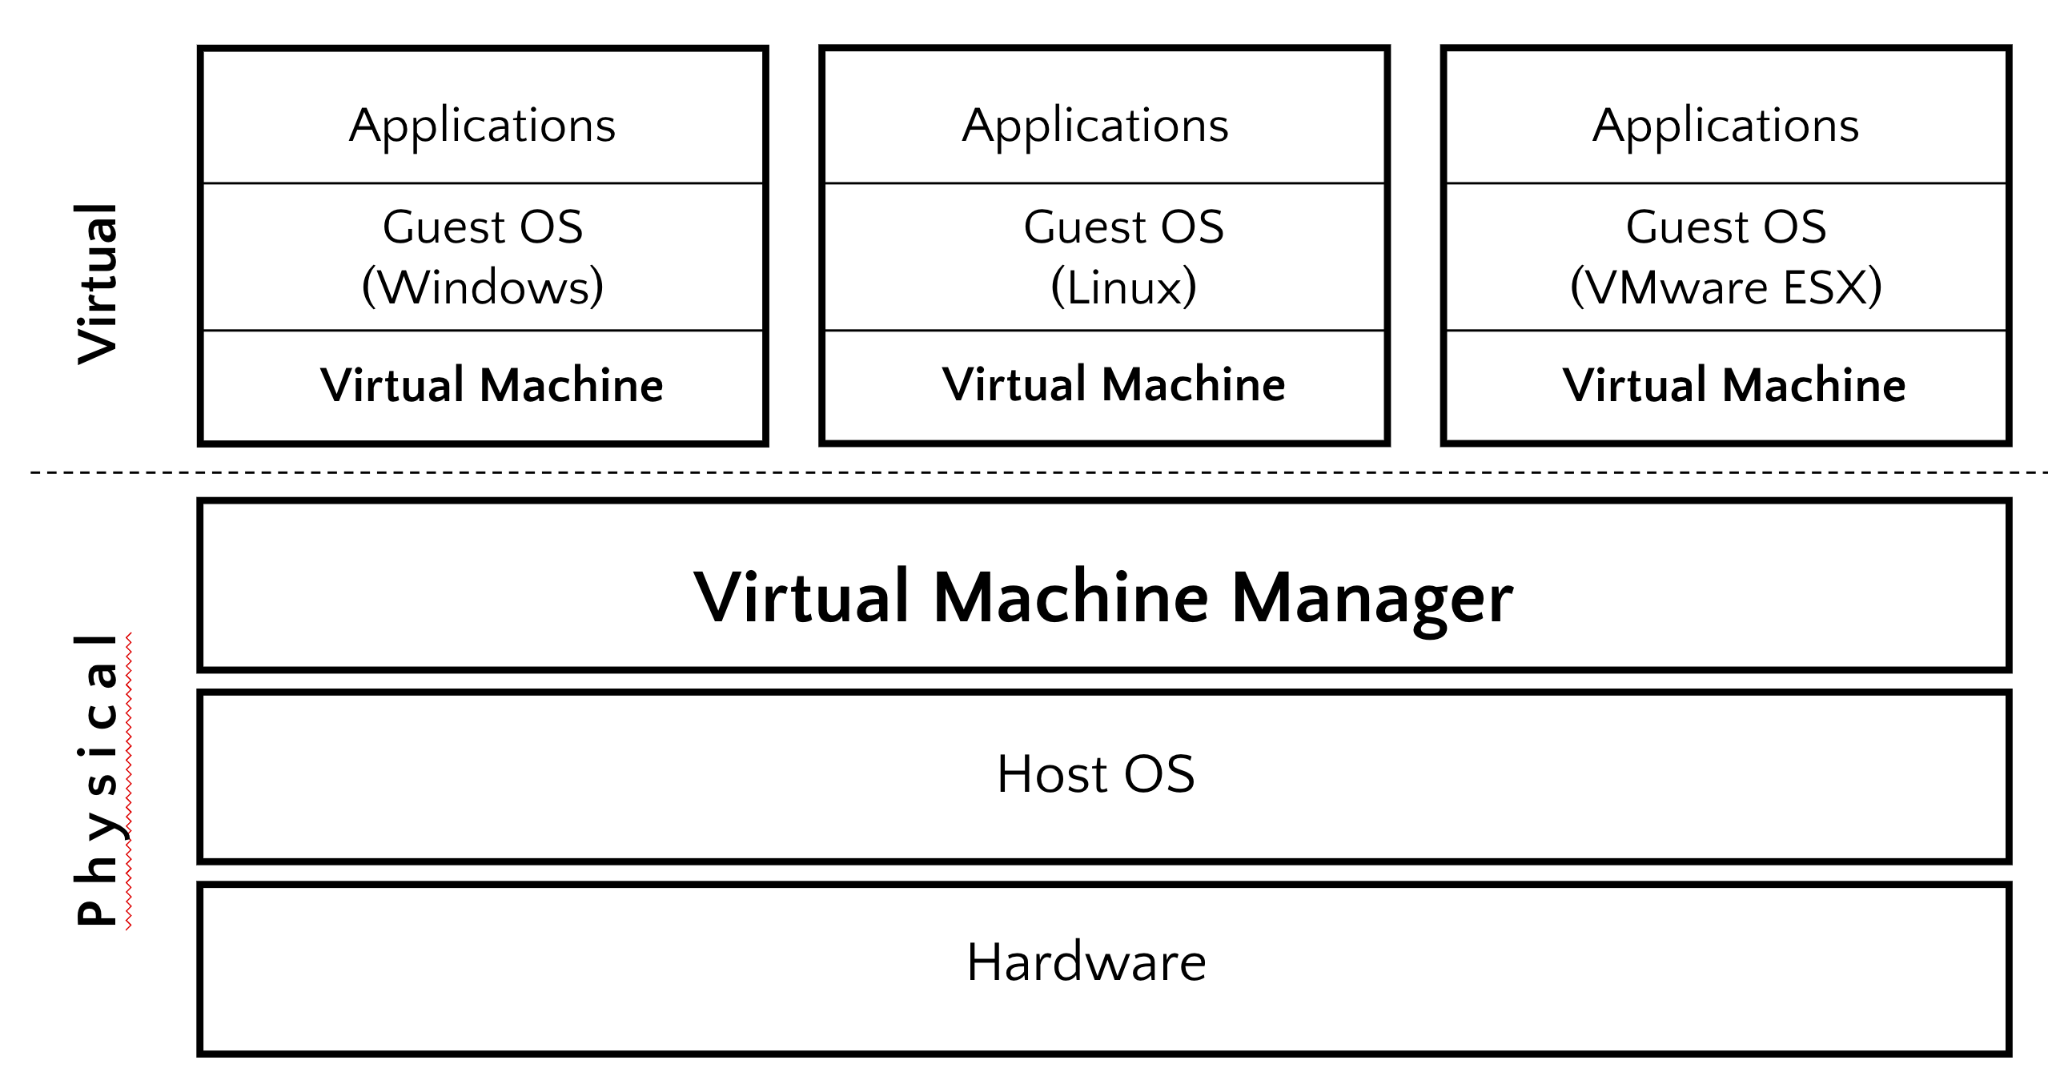 Virtual
Applications
Guest OS
(Windows)
Virtual Machine
Applications
Guest OS
(Linux)
Virtual Machine
Applications
Guest OS
(VMware ESX)
Virtual Machine
Physical
Virtual Machine Manager
Host OS
Hardware